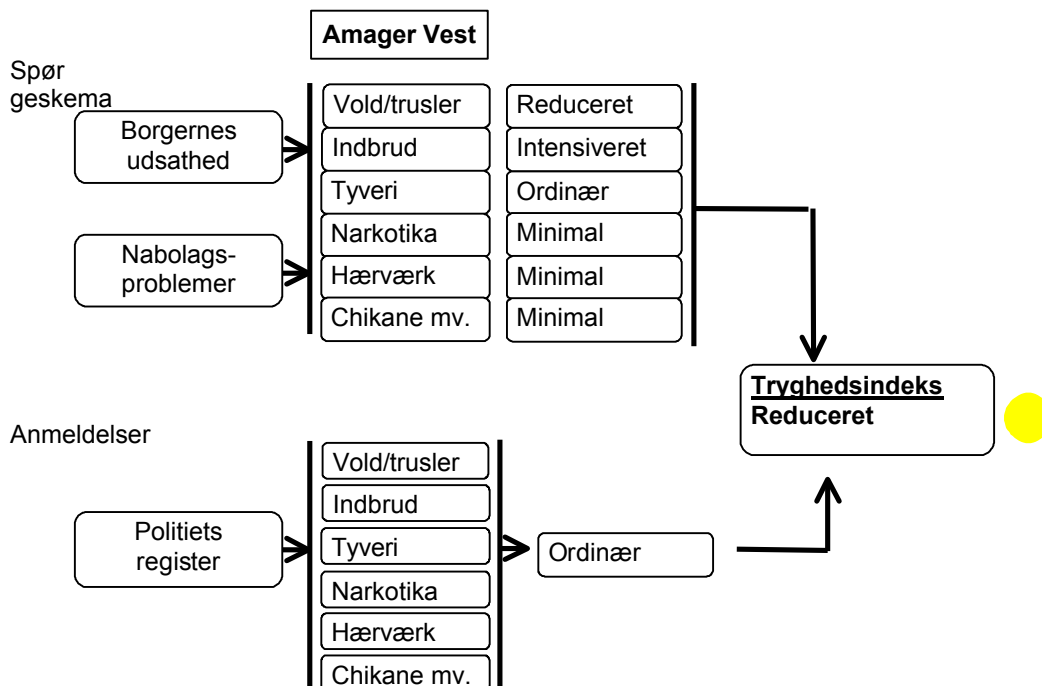 Amager Vest
Spør
geskema
Borgernes
udsathed
Nabolags-
problemer
Vold/trusler Reduceret
Indbrud Intensiveret
Tyveri Ordinær
Narkotika Minimal
Hærværk Minimal
Chikane mv. Minimal
Tryghedsindeks
Reduceret
Anmeldelser
Politiets
register
Vold/trusler
Indbrud
Tyveri
Narkotika
Hærværk
Chikane mv.
Ordinær